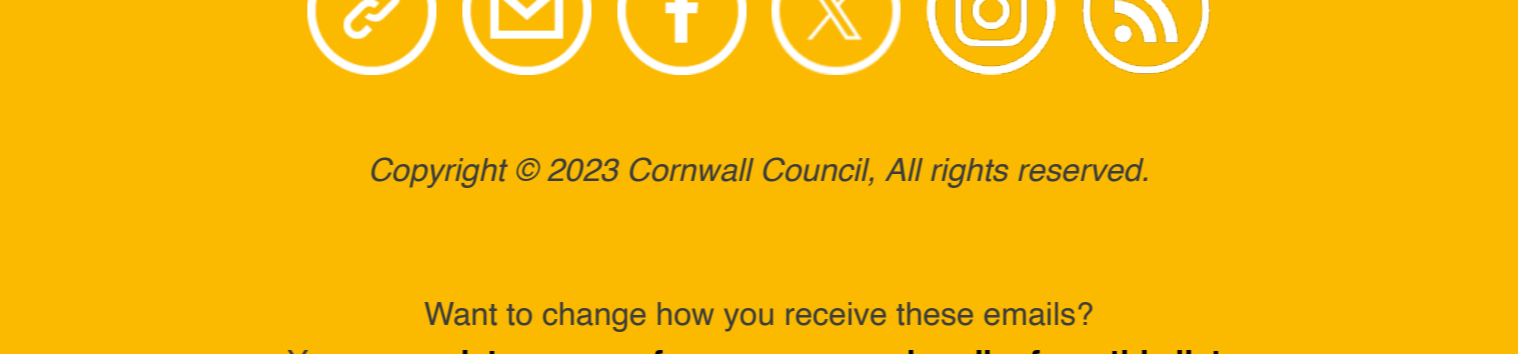 Copyright © 2023 Cornwall Council, All rights reserved.
Want to change how you receive these emails?